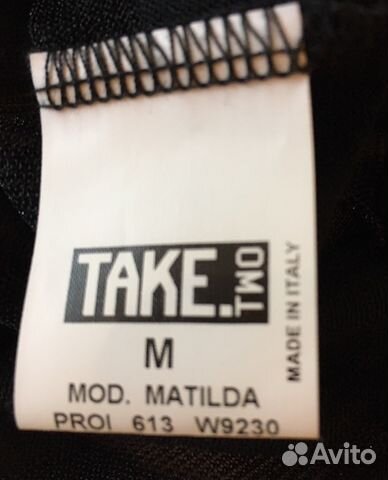 TAKE.
TWO
MADE IN ITALY
M
MOD. MATILDA
PROI 613 W9230
Avito